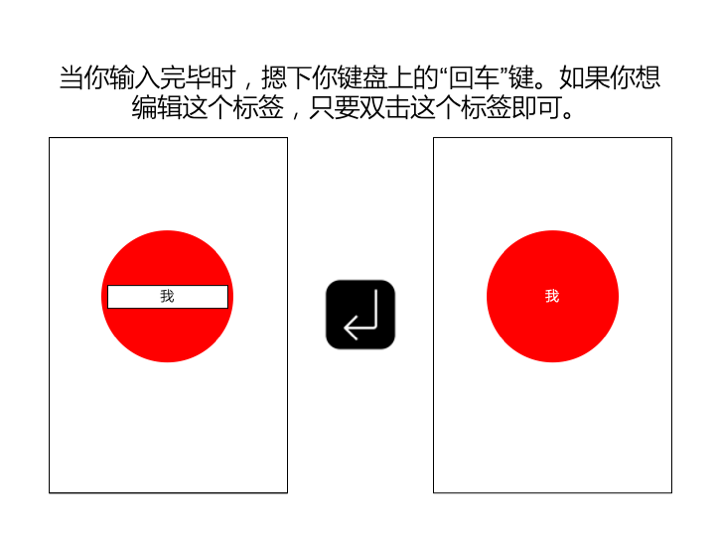 当你输入完毕时，摁下你键盘上的“回车”键。如果你想
编辑这个标签，只要双击这个标签即可。
我
我